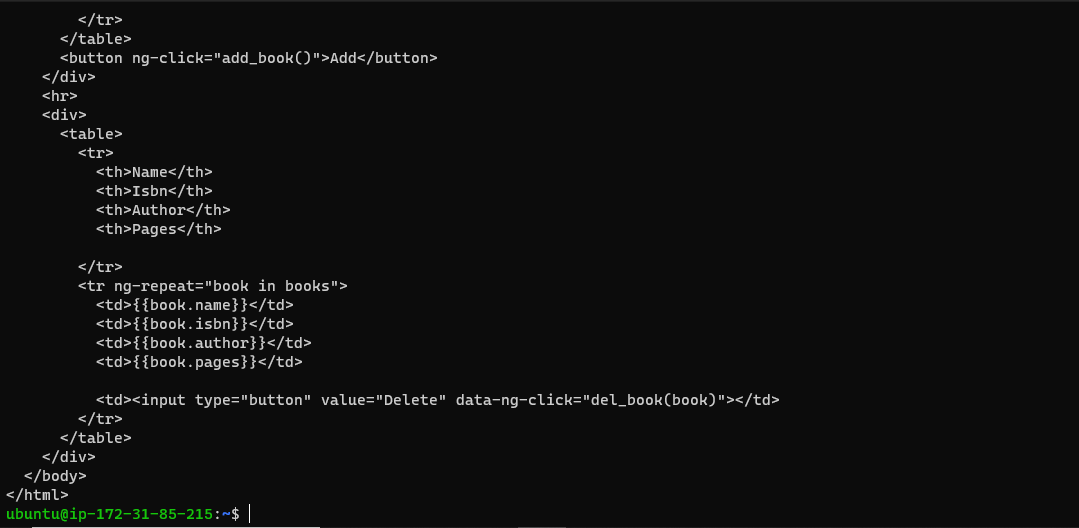 </tr>
      </table>
      <button ng-click="add_book()">Add</button>
    </div>
    <hr>
    <div>
      <table>
        <tr>
          <th>Name</th>
          <th>Isbn</th>
          <th>Author</th>
          <th>Pages</th>

        </tr>
        <tr ng-repeat="book in books">
          <td>{{book.name}}</td>
          <td>{{book.isbn}}</td>
          <td>{{book.author}}</td>
          <td>{{book.pages}}</td>

          <td><input type="button" value="Delete" data-ng-click="del_book(book)"></td>
        </tr>
      </table>
    </div>
  </body>
</html>
ubuntu@ip-172-31-85-215:~$